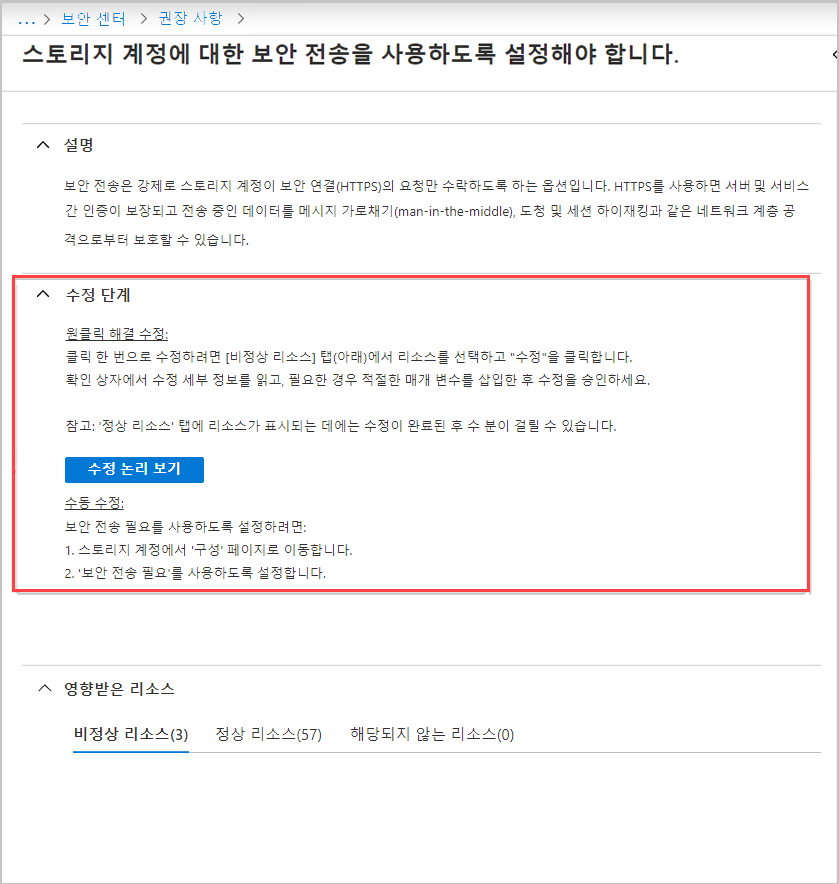 ... > 보안 센터 > 권장 사항 >
스토리지 계정에 대한 보안 전송을 사용하도록 설정해야 합니다.
설명
보안 전송은 강제로 스토리지 계정이 보안 연결(HTTPS)의 요청만 수락하도록 하는 옵션입니다. HTTPS를 사용하면 서버 및 서비스
간 인증이 보장되고 전송 중인 데이터를 메시지 가로채기(man-in-the-middle), 도청 및 세션 하이재킹과 같은 네트워크 계층 공
격으로부터 보호할 수 있습니다.
수정 단계
원클릭 해결 수정:
클릭 한 번으로 수정하려면 [비정상 리소스] 탭(아래)에서 리소스를 선택하고 "수정"을 클릭합니다.
확인 상자에서 수정 세부 정보를 읽고, 필요한 경우 적절한 매개 변수를 삽입한 후 수정을 승인하세요.
참고: '정상 리소스' 탭에 리소스가 표시되는 데에는 수정이 완료된 후 수 분이 걸릴 수 있습니다.
수정 논리 보기
수동 수정:
보안 전송 필요를 사용하도록 설정하려면:
1. 스토리지 계정에서 '구성' 페이지로 이동합니다.
2. '보안 전송 필요'를 사용하도록 설정합니다.
영향받은 리소스
비정상 리소스(3) 정상 리소스(57) 해당되지 않는 리소스(0)